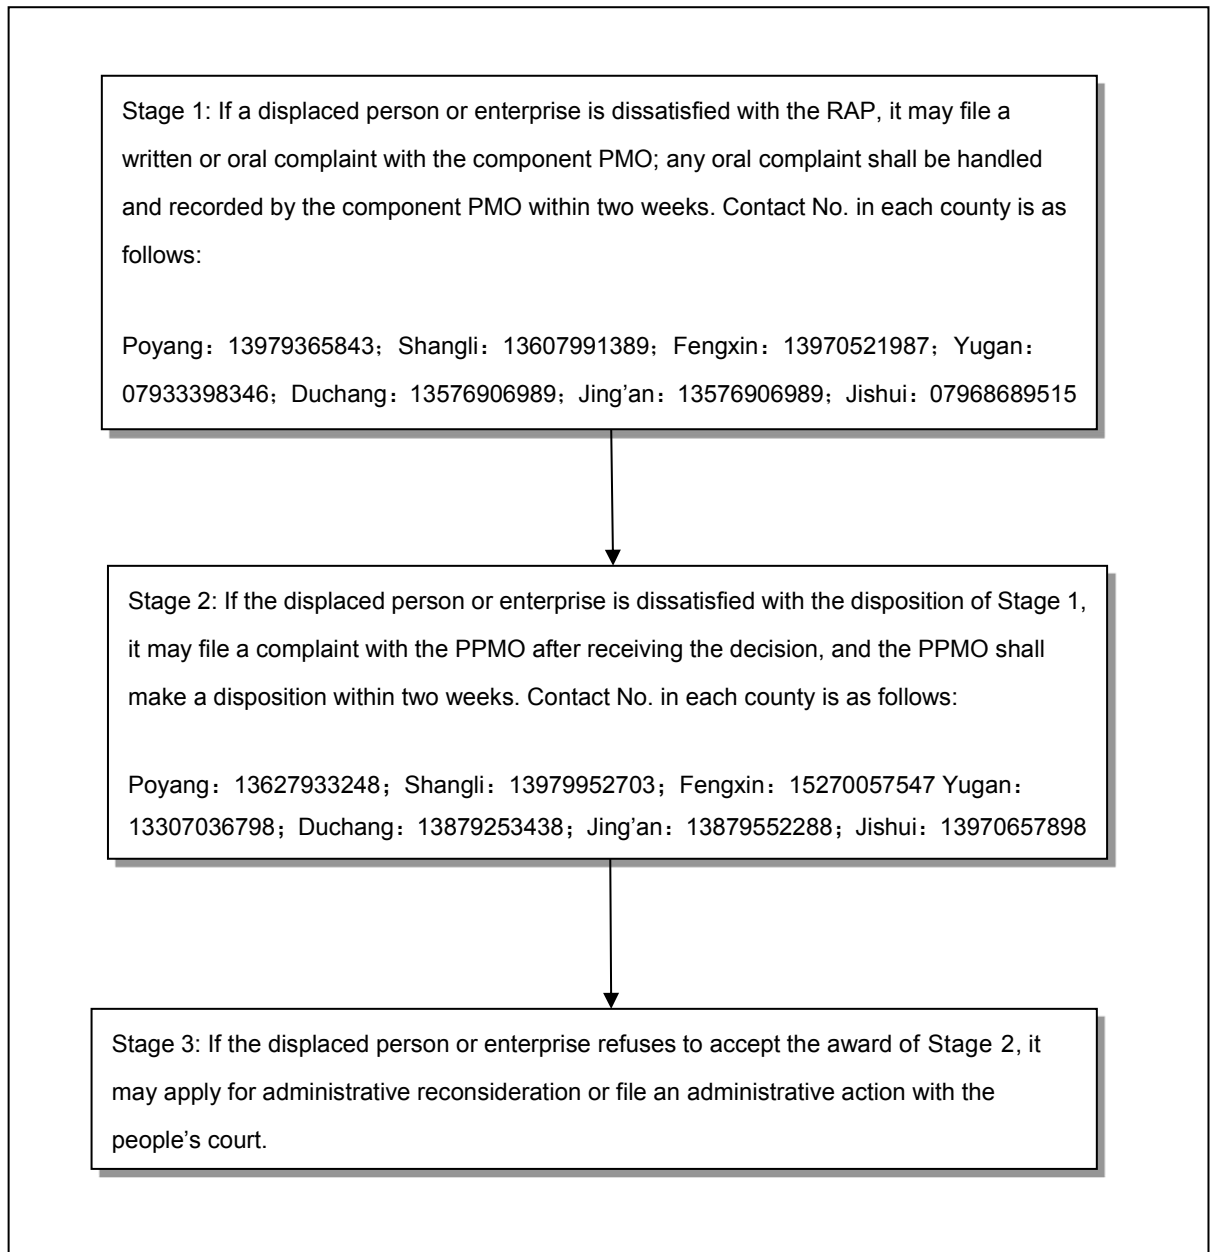 Stage 1: If a displaced person or enterprise is dissatisfied with the RAP, it may file a
written or oral complaint with the component PMO; any oral complaint shall be handled
and recorded by the component PMO within two weeks. Contact No. in each county is as
follows:
Poyang：13979365843；Shangli：13607991389；Fengxin：13970521987；Yugan：
07933398346；Duchang：13576906989；Jing’an：13576906989；Jishui：07968689515
Stage 2: If the displaced person or enterprise is dissatisfied with the disposition of Stage 1,
it may file a complaint with the PPMO after receiving the decision, and the PPMO shall
make a disposition within two weeks. Contact No. in each county is as follows:
Poyang：13627933248；Shangli：13979952703；Fengxin：15270057547 Yugan：
13307036798；Duchang：13879253438；Jing’an：13879552288；Jishui：13970657898
Stage 3: If the displaced person or enterprise refuses to accept the award of Stage 2, it
may apply for administrative reconsideration or file an administrative action with the
people’s court.